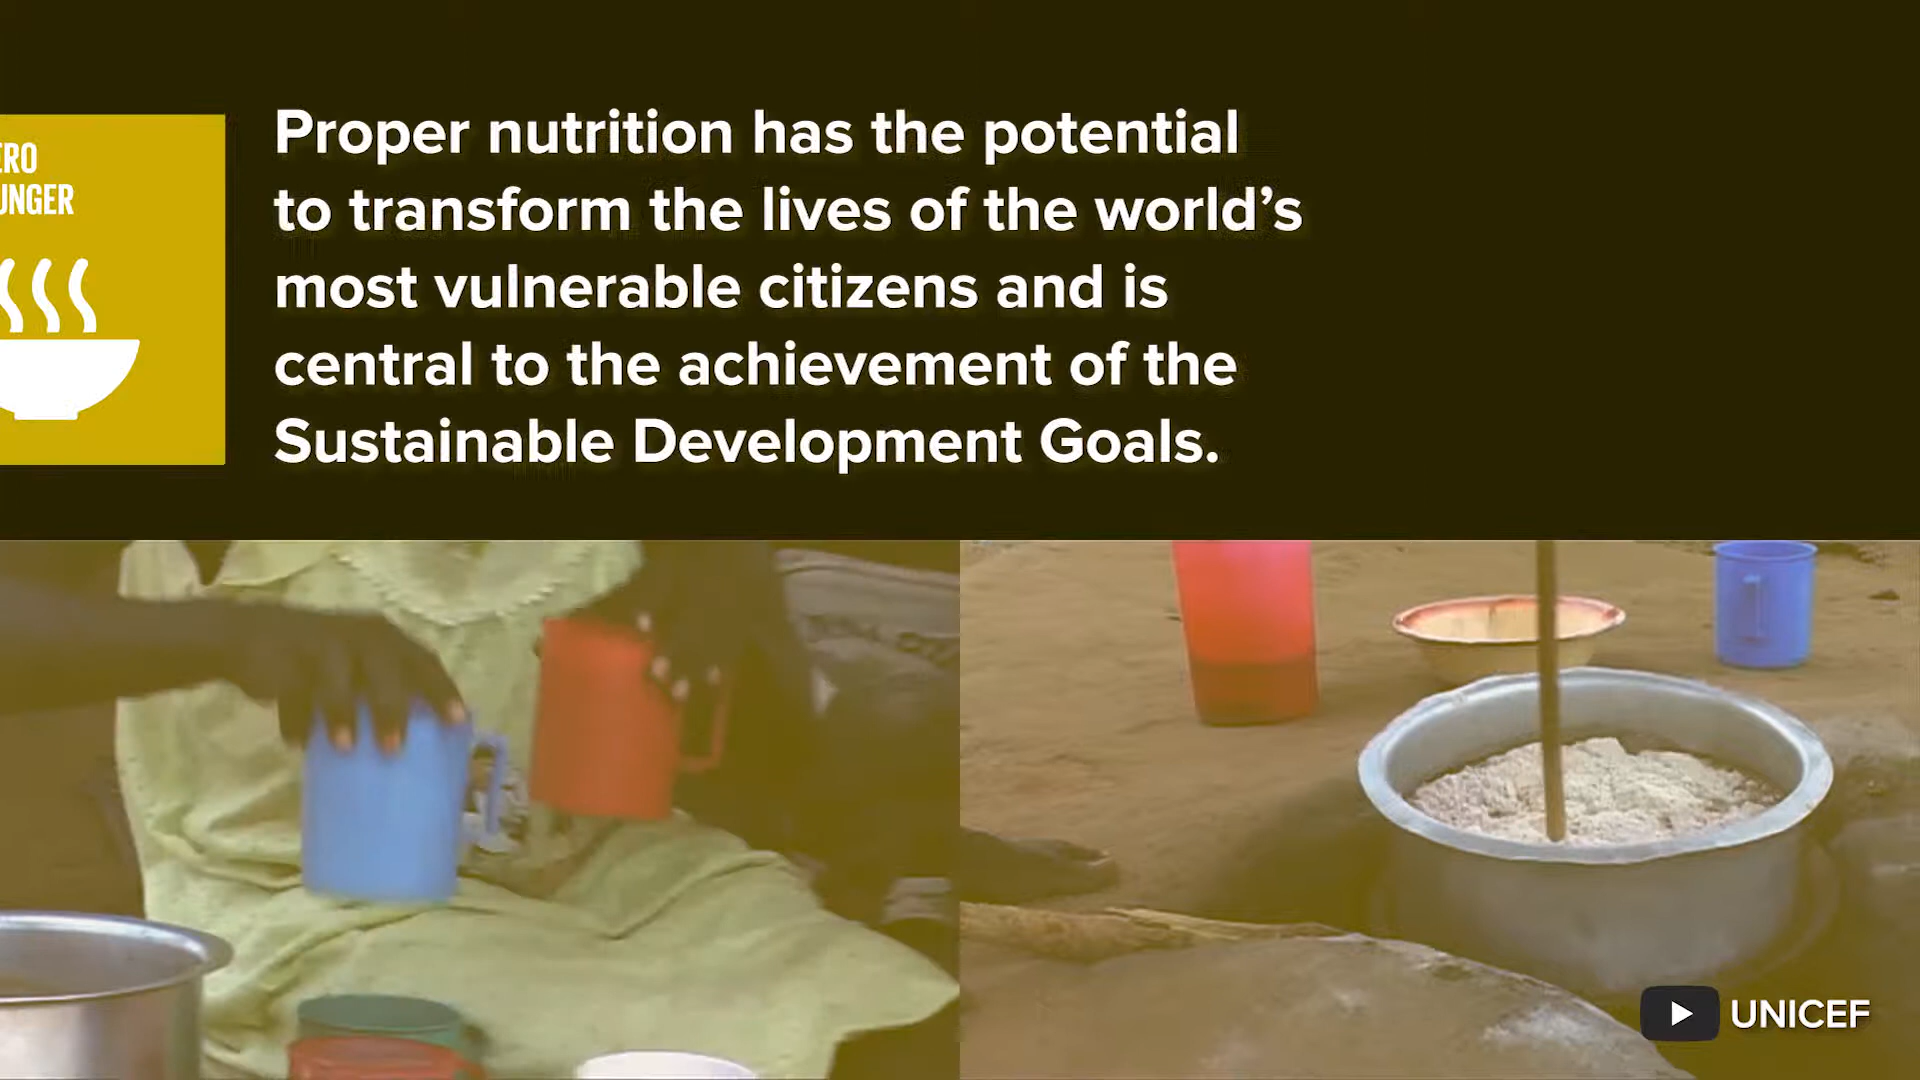 ERO
UNGER
Proper nutrition has the potential
to transform the lives of the world’s
most vulnerable citizens and is
central to the achievement of the
Sustainable Development Goals.
UNICEF